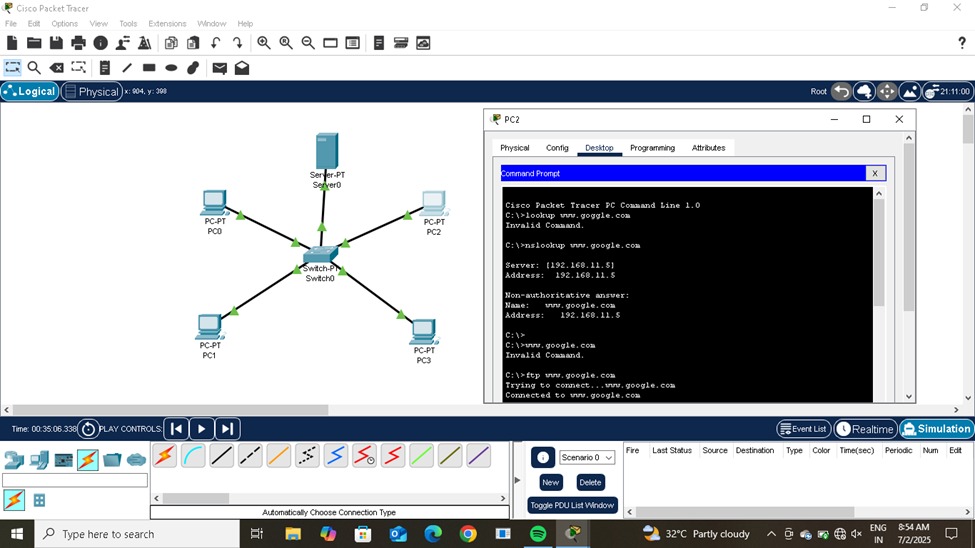 Cisco Packet Tracer
File Edit Options View Tools Extensions Window Help
Logical Physical x: 984, y: 398 Root 21:11:00
PC2
Physical Config Desktop Programming Attributes
Command Prompt X
Cisco Packet Tracer PC Command Line 1.0
C:\>lookup www.goggle.com
Invalid Command.
C:\>nslookup www.google.com
Server: [192.168.11.5]
Address: 192.168.11.5
Non-authoritative answer:
Name: www.google.com
Address: 192.168.11.5
C:\>
C:\>www.google.com
Invalid Command.
C:\>ftp www.google.com
Trying to connect...www.google.com
Connected to www.google.com
Server-PT
Server0
PC-PT
PC0
PC-PT
PC2
Switch-PT
Switch0
PC-PT
PC1
PC-PT
PC3
Time: 00:35:06.338 PLAY CONTROLS: Event List Realtime Simulation
Scenario 0
New Delete
Toggle PDU List Window
Fire Last Status Source Destination Type Color Time(sec) Periodic Num Edit
Automatically Choose Connection Type
Type here to search
32°C Partly cloudy
ENG
IN
8:54 AM
7/2/2025